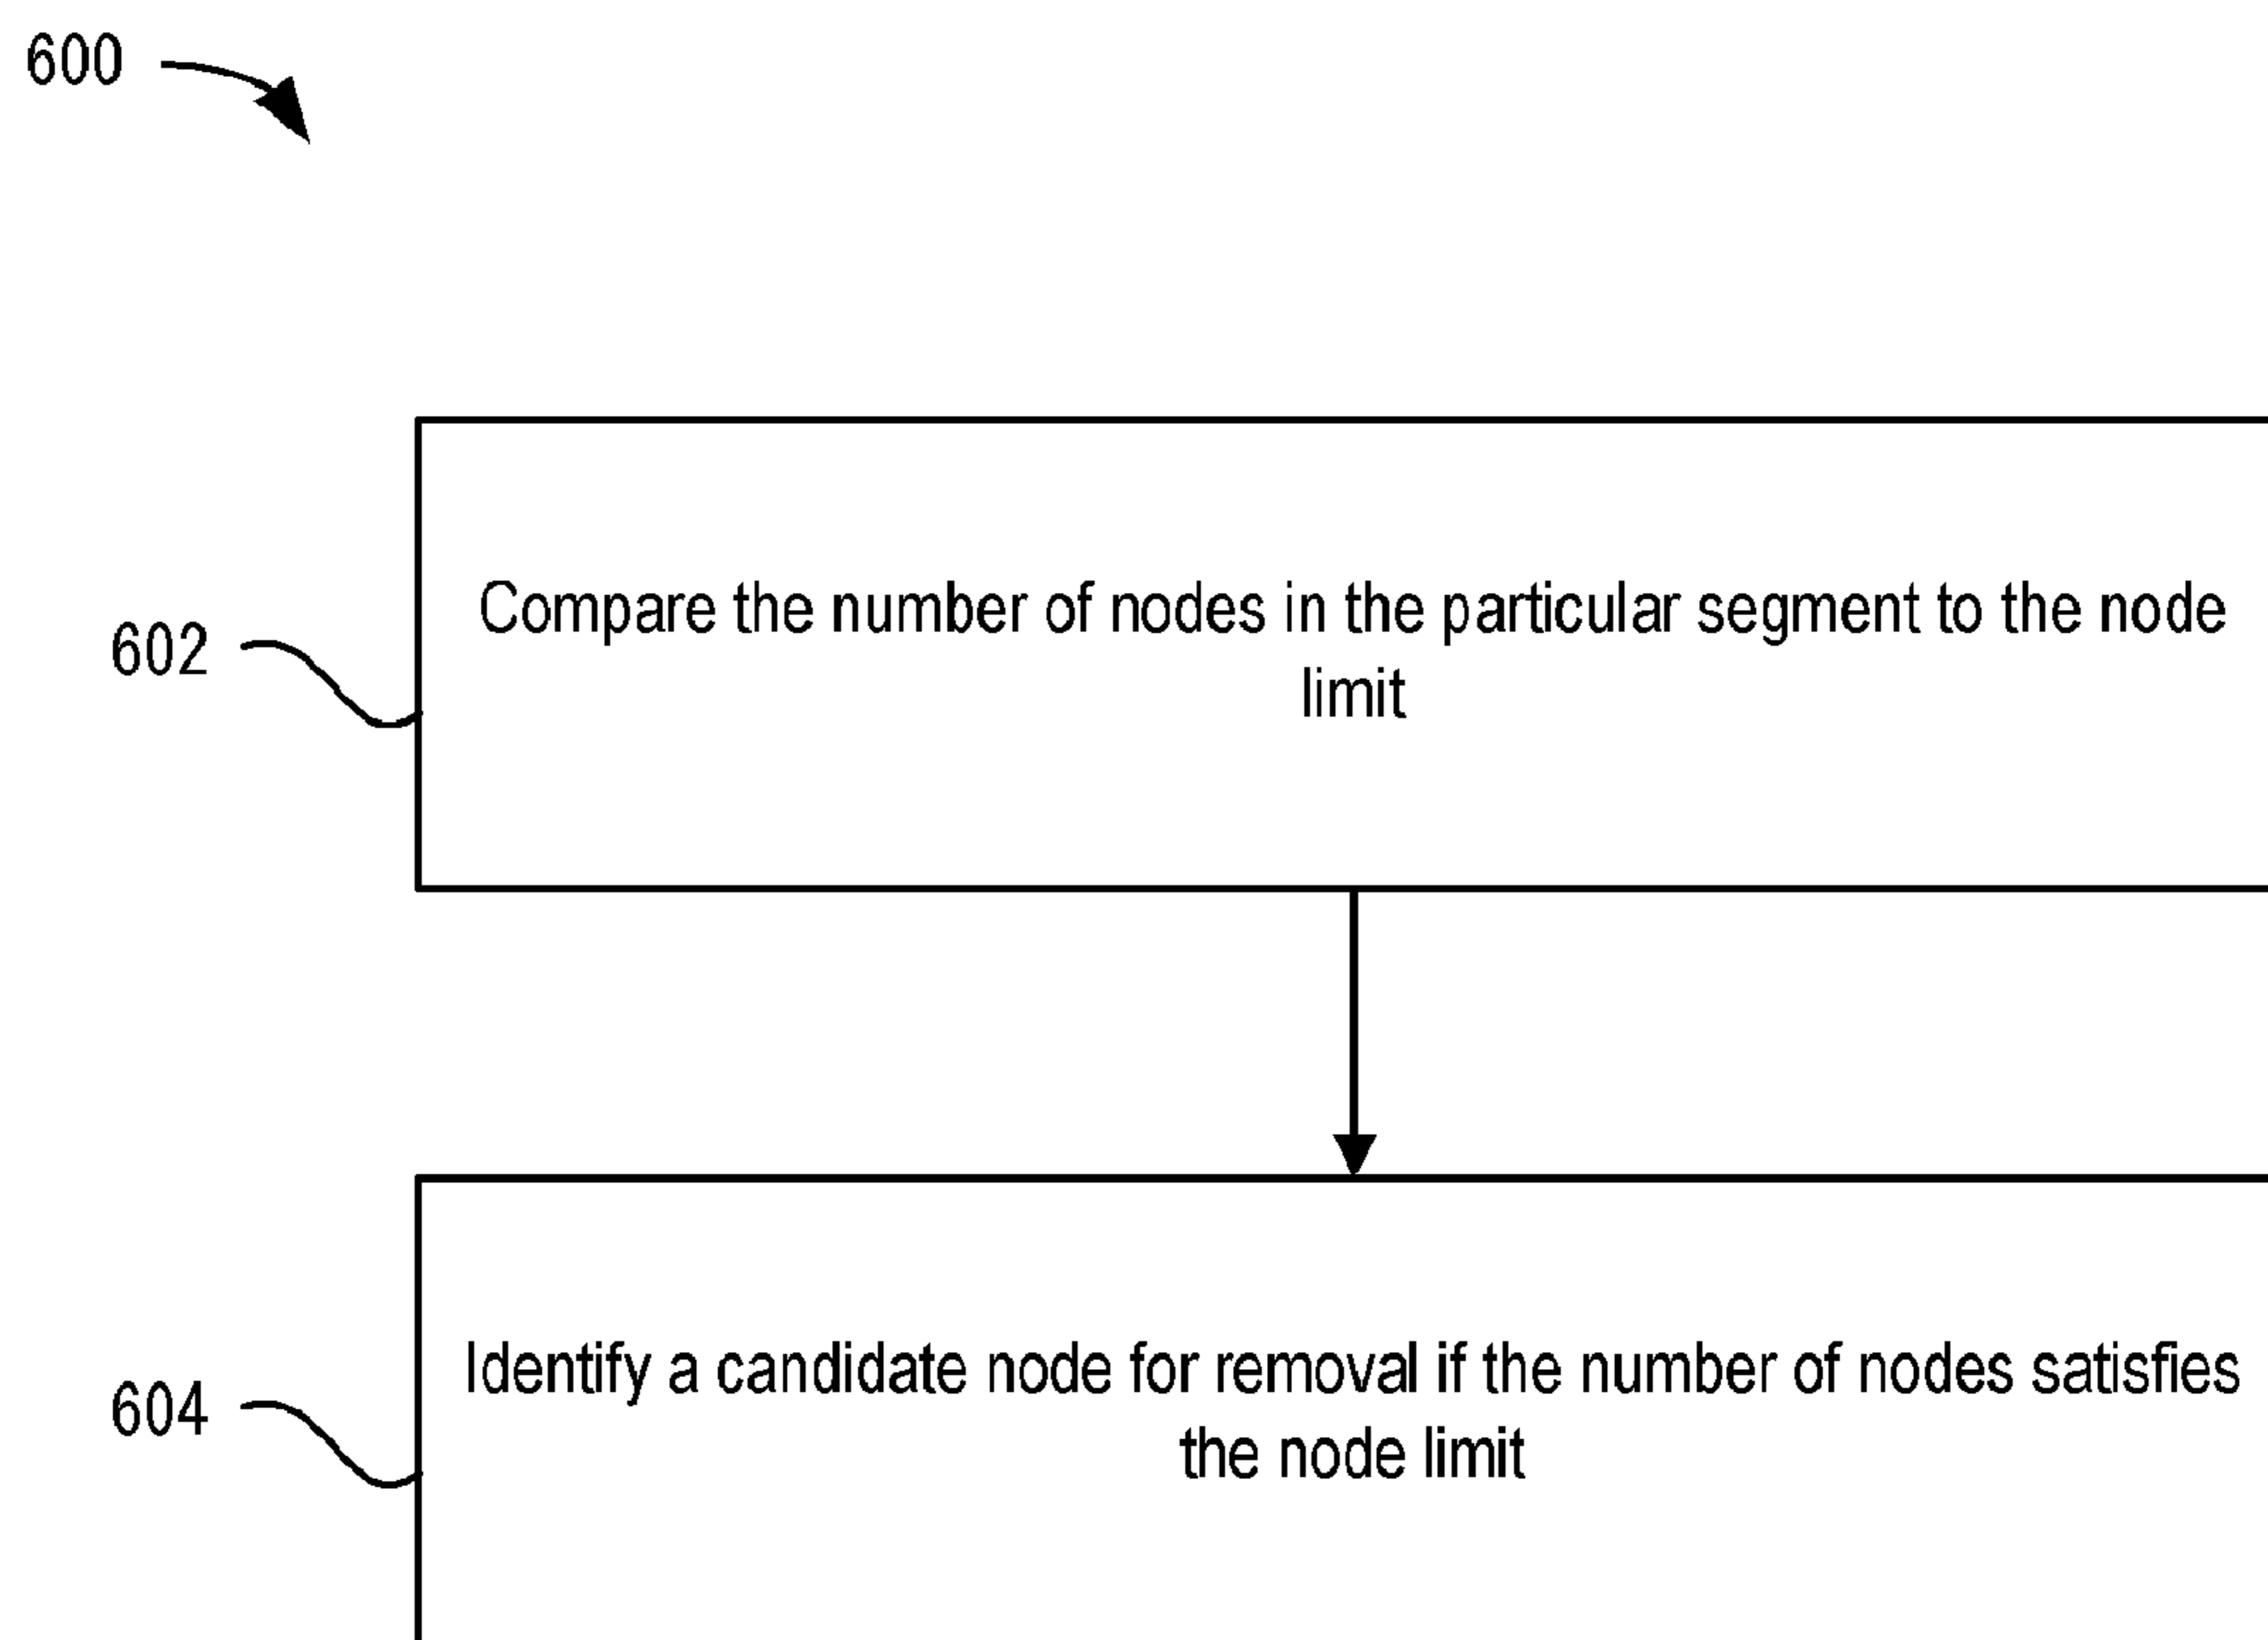 600
602
Compare the number of nodes in the particular segment to the node
limit
604
Identify a candidate node for removal if the number of nodes satisfies
the node limit